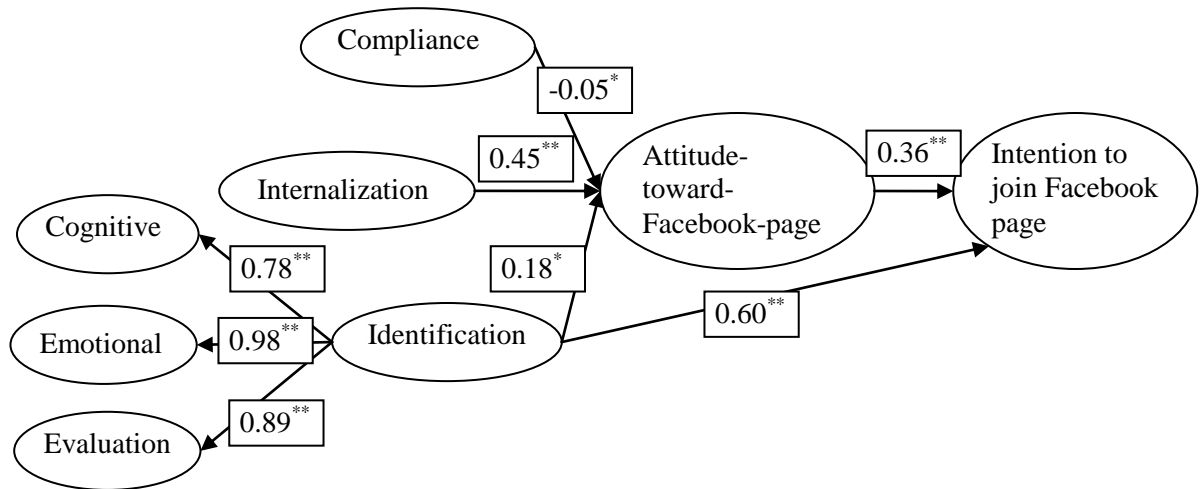 Compliance
-0.05*
0.45**
Internalization
Attitude-
toward-
Facebook-page
0.36**
Intention to
join Facebook
page
Cognitive
0.78**
0.18*
0.60**
Emotional
0.98**
Identification
0.89**
Evaluation